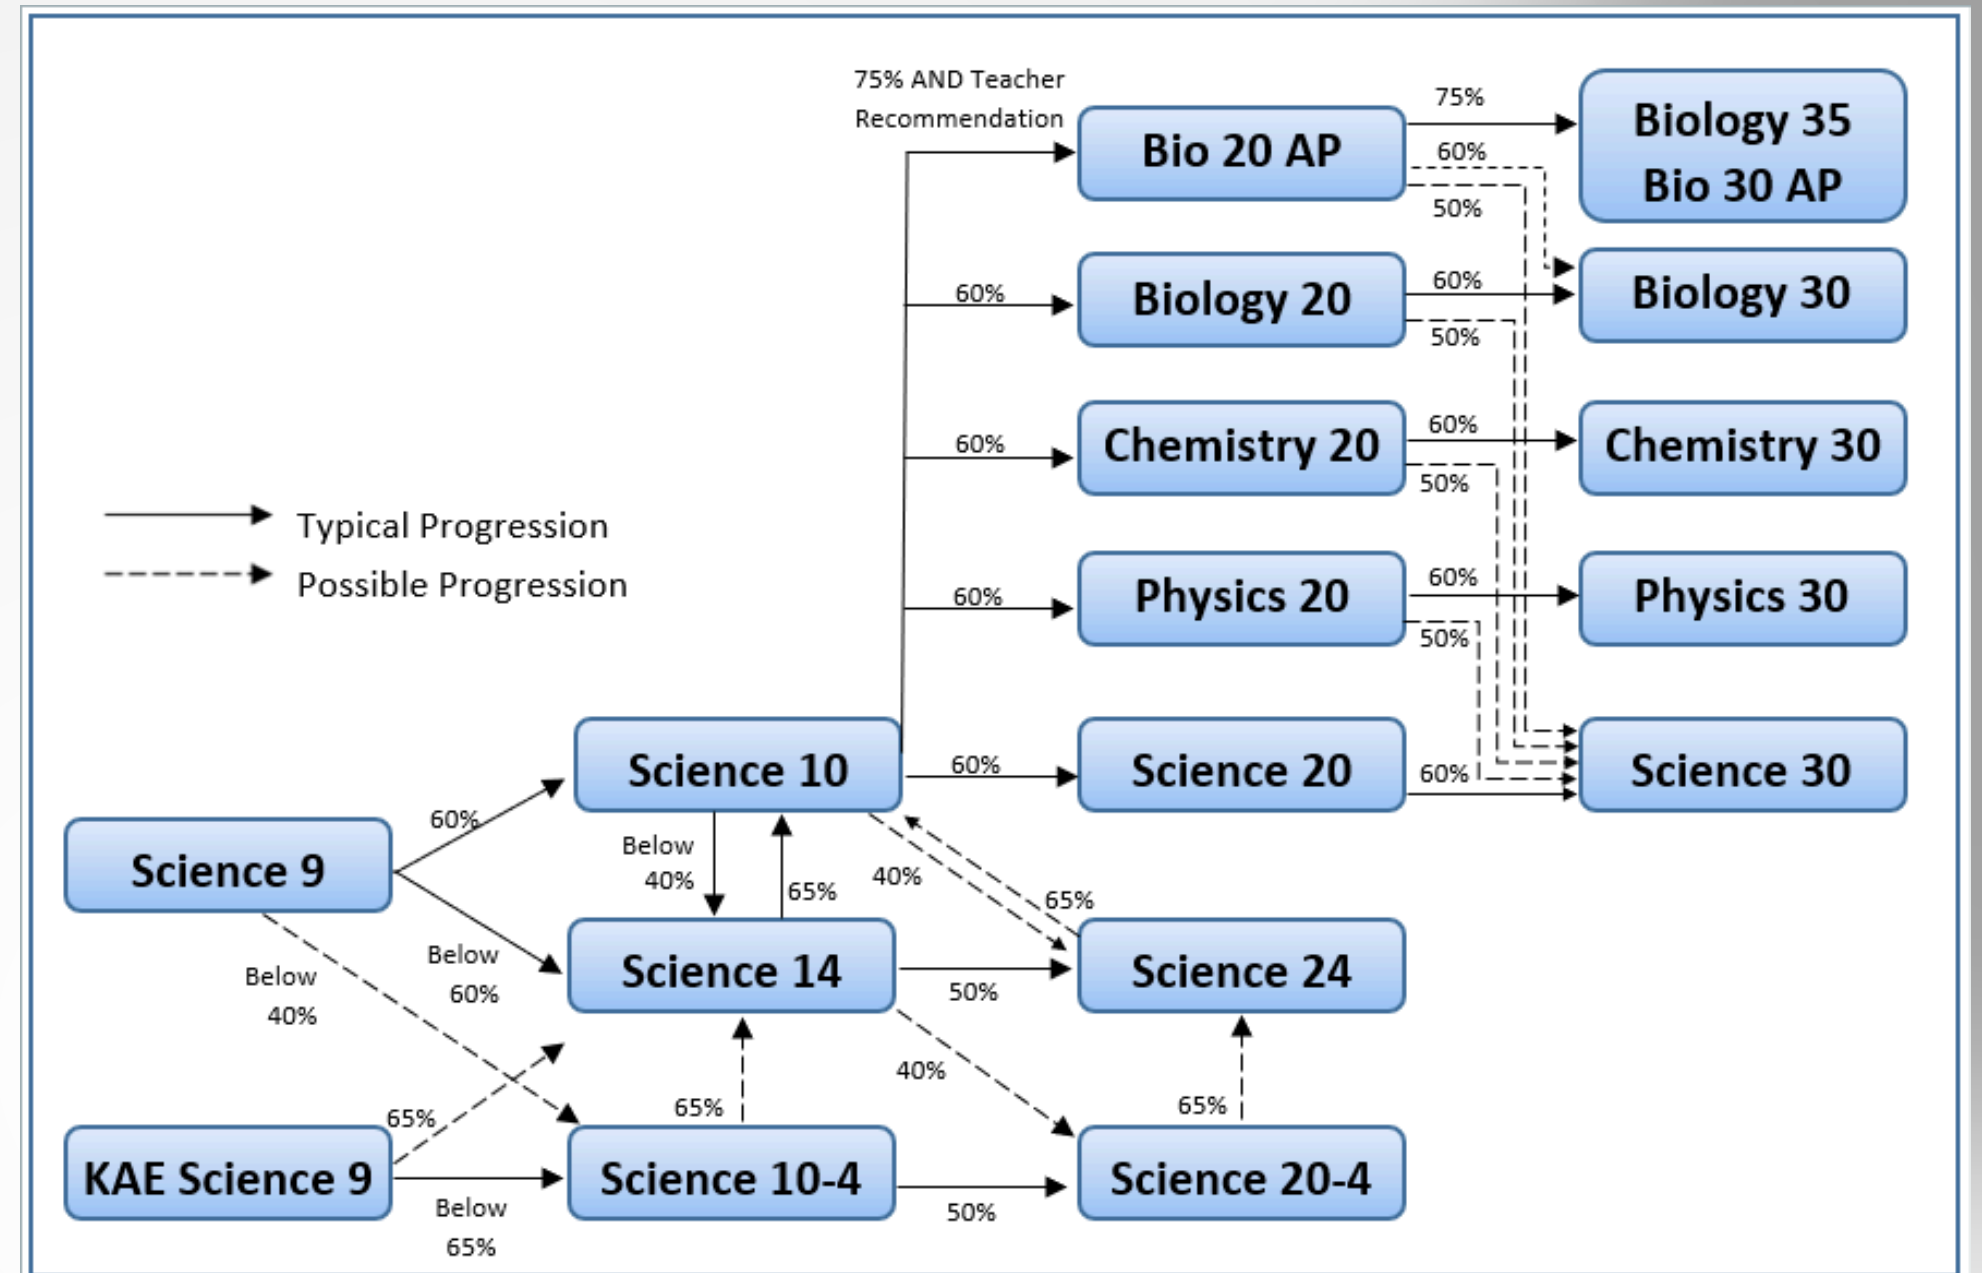 75% AND Teacher
Recommendation
Bio 20 AP
75%
60%
50%
Biology 35
Bio 30 AP
60%
Biology 20
60%
50%
Biology 30
60%
Chemistry 20
60%
50%
Chemistry 30
Typical Progression
Possible Progression
60%
Physics 20
60%
50%
Physics 30
Science 10
60%
Science 20
60%
Science 30
Science 9
60%
Below
60%
Below
40%
Below
40%
65%
40%
65%
Science 14
50%
Science 24
40%
65%
65%
65%
KAE Science 9
Below
65%
Science 10-4
50%
Science 20-4